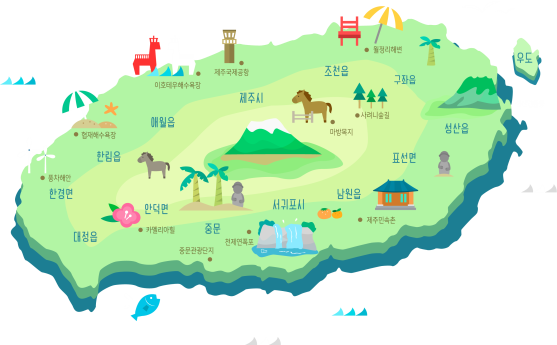 우도
월정리해변
제주국제공항
조천읍
구좌읍
이호테우해수욕장
제주시
사려니숲길
애월읍
마방목지
성산읍
협재해수욕장
한림읍
표선면
풍차해안
한경면
남원읍
안덕면
서귀포시
제주민속촌
카멜리아힐
중문
대정읍
천제연폭포
중문관광단지